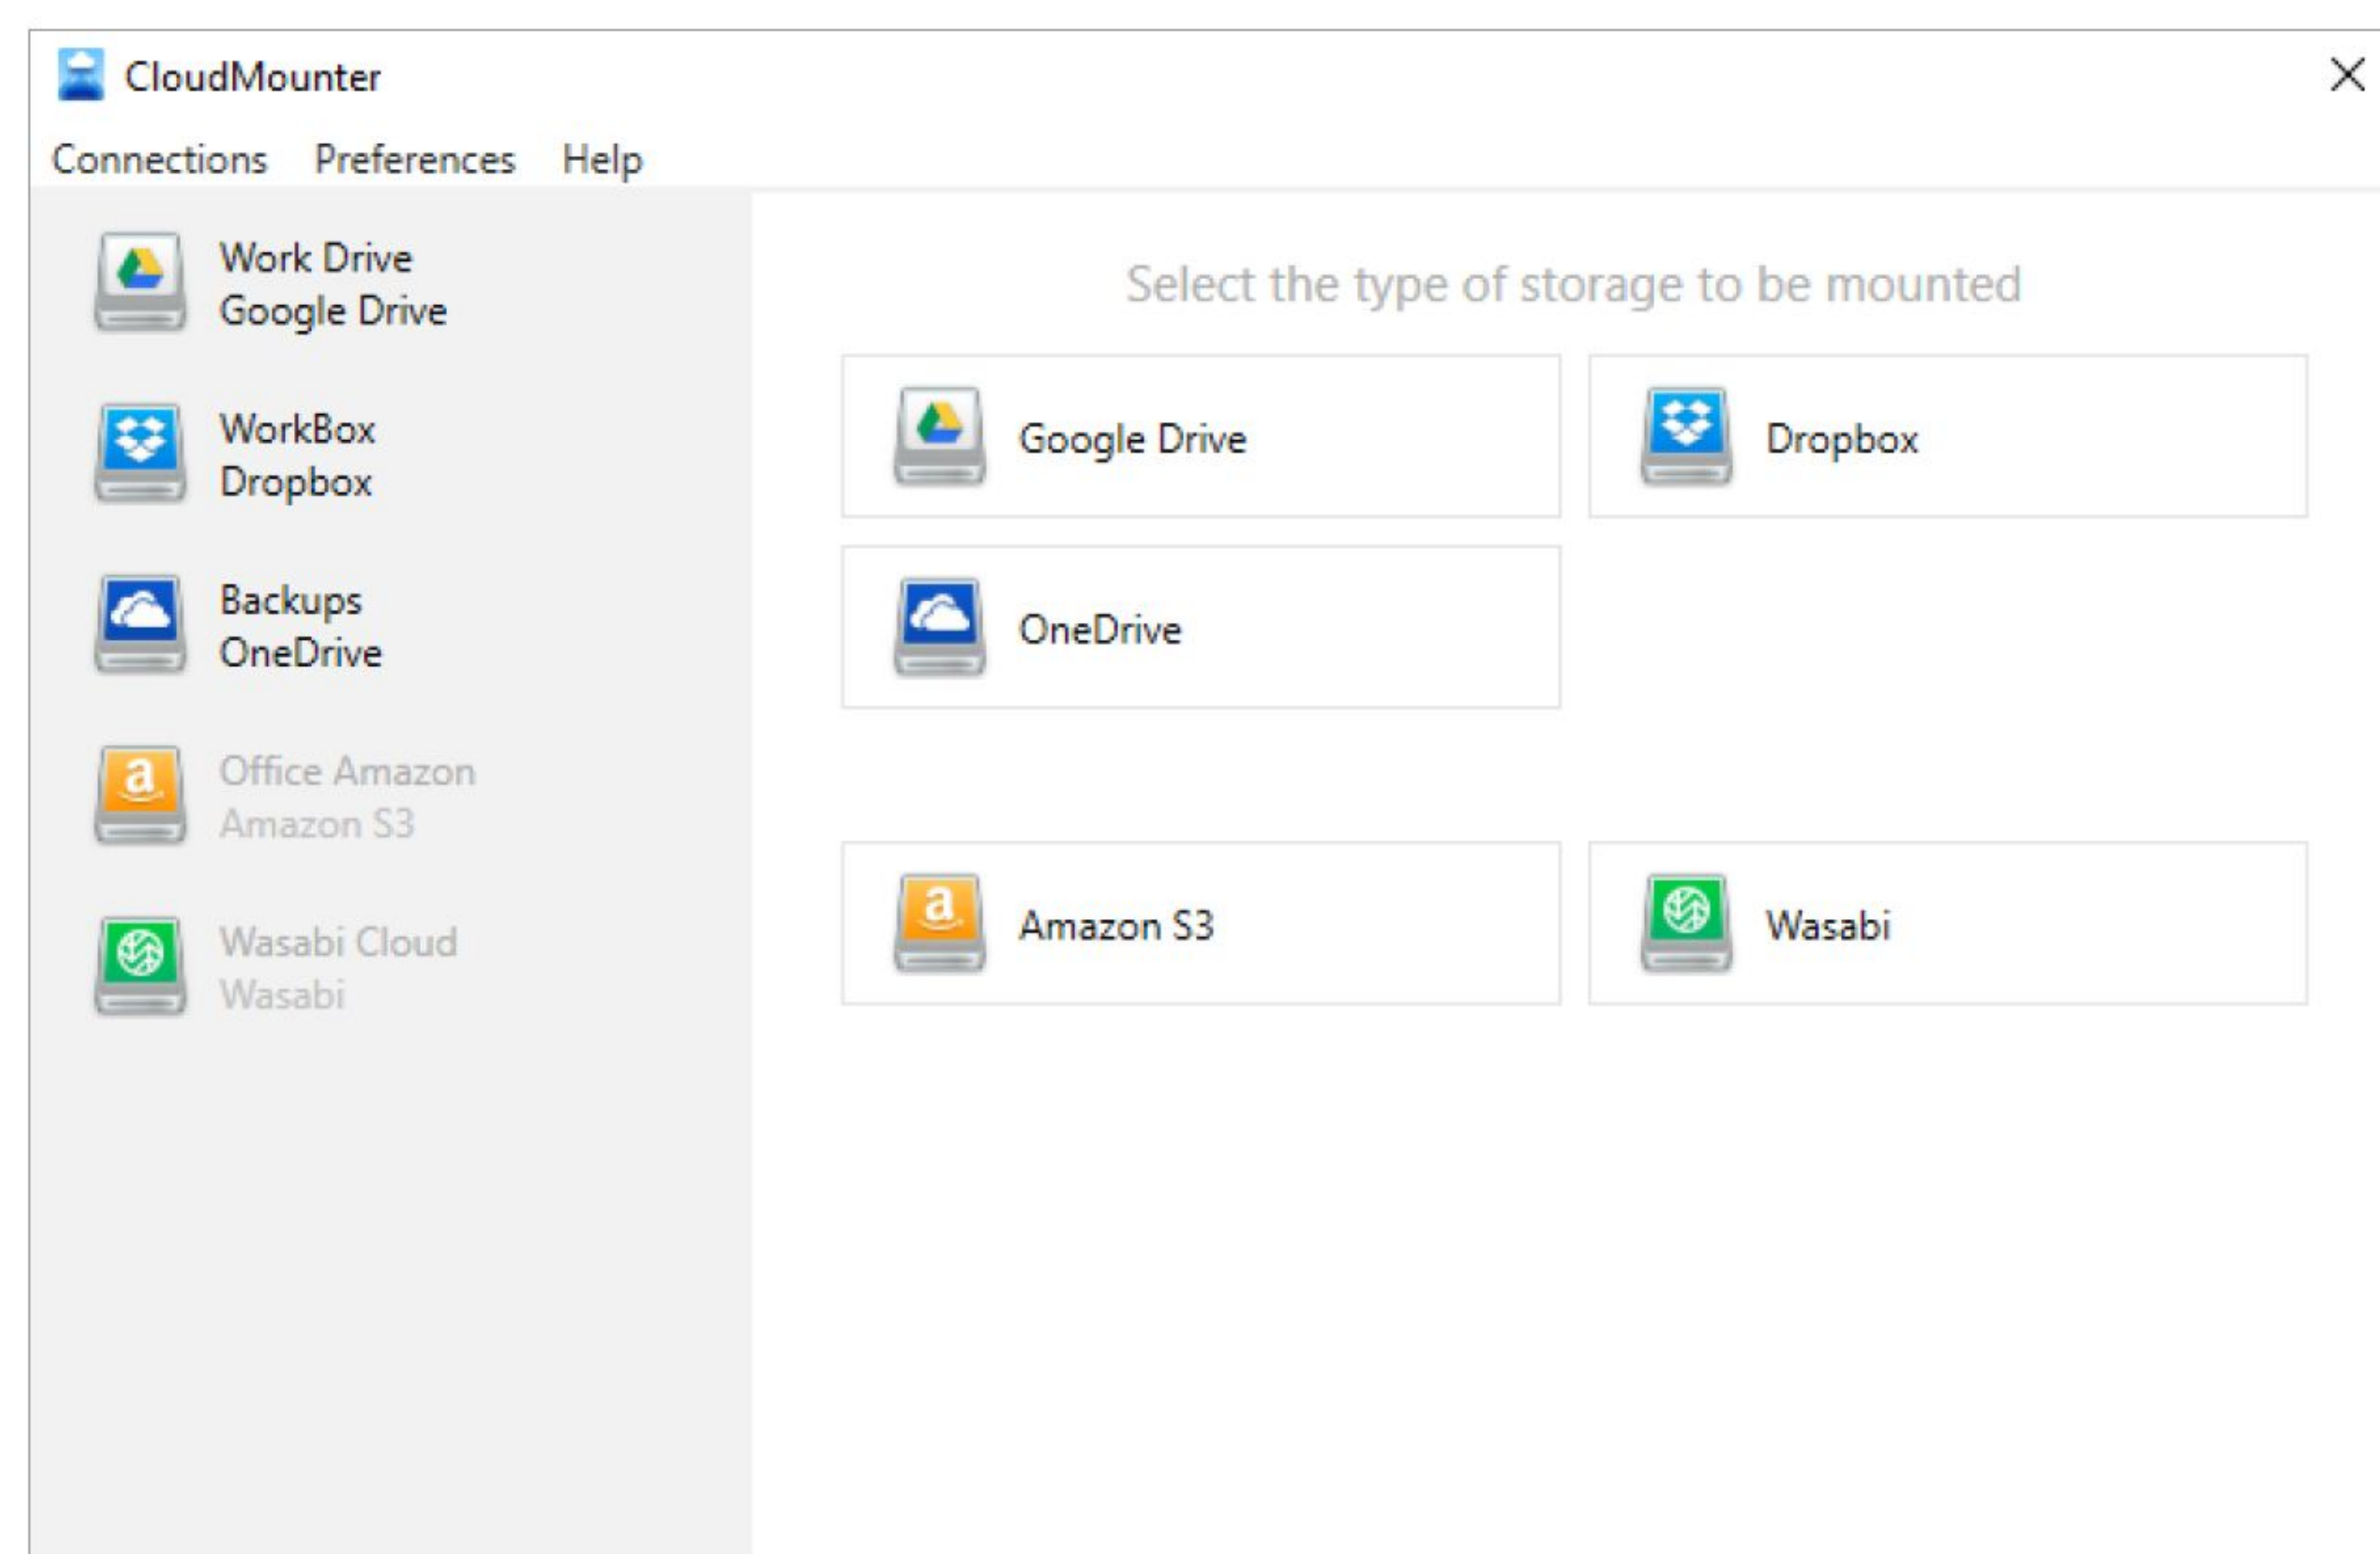 CloudMounter
Connections Preferences Help
Work Drive
Google Drive
WorkBox
Dropbox
Backups
OneDrive
Office Amazon
Amazon S3
Wasabi Cloud
Wasabi
Select the type of storage to be mounted
Google Drive
Dropbox
OneDrive
Amazon S3
Wasabi